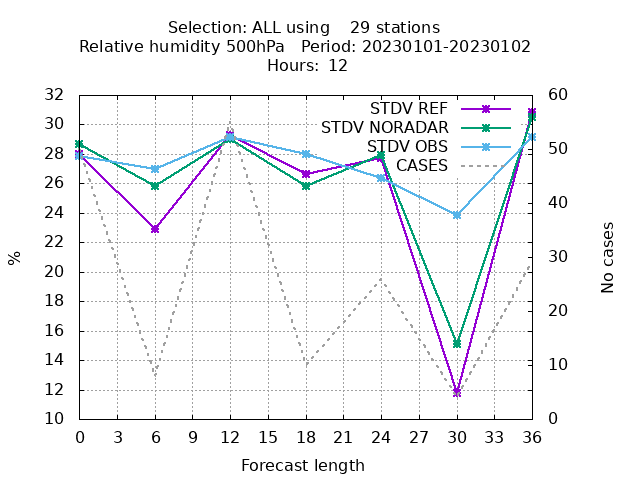 Selection: ALL using    29 stations
Relative humidity 500hPa   Period: 20230101-20230102
Hours: 12
STDV REF
STDV NORADAR
STDV OBS
CASES
32
30
28
26
24
22
20
18
16
14
12
10
%
60
50
40
30
20
10
0
No cases
0 3 6 9 12 15 18 21 24 27 30 33 36
Forecast length